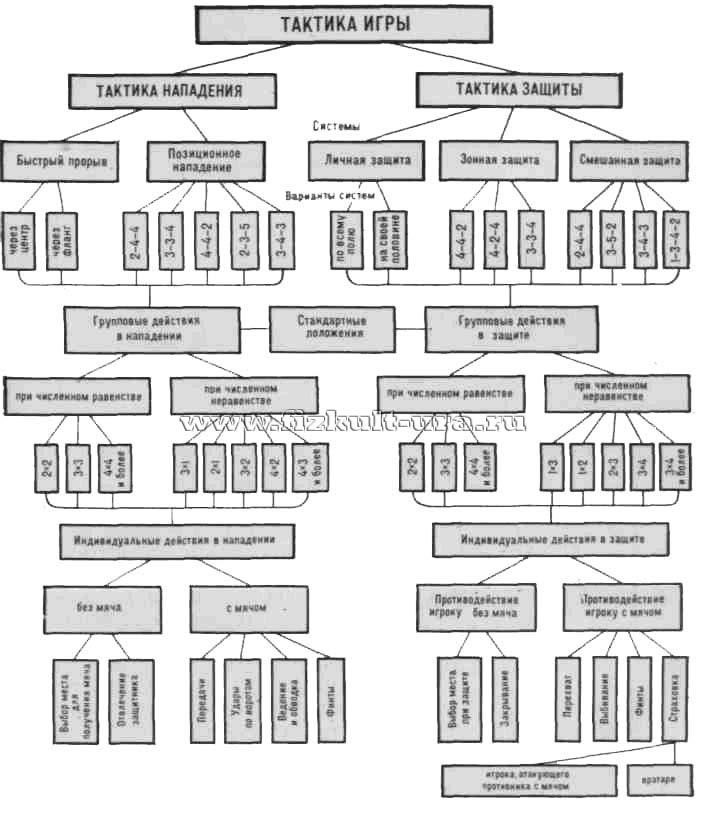 ТАКТИКА ИГРЫ
ТАКТИКА НАПАДЕНИЯ
ТАКТИКА ЗАЩИТЫ
Системы
Быстрый прорыв
Позиционное
нападение
Личная защита
Зонная защита
Смешанная защита
Варианты систем
через
центр
через
фланг
2-4-4
3-3-4
4-4-2
2-3-5
3-4-3
по всему
полю
на своей
половине
4-4-2
4-2-4
3-3-4
2-4-4
3-5-2
3-4-3
1-3-4-2
Групповые действия
в нападении
Стандартные
положения
Групповые действия
в защите
при численном равенстве
при численном
неравенстве
при численном равенстве
при численном
неравенстве
www.fizkult-ura.ru
2×2
3×3
4×4
и более
3×1
2×1
3×2
4×2
4×3
и более
2×2
3×3
4×4
и более
1×3
1×2
2×3
3×4
3×4
и более
Индивидуальные действия в нападении
Индивидуальные действия в защите
без мяча
с мячом
Противодействие
игроку без мяча
Противодействие
игроку с мячом
Выбор места
для
получения мяча
Отвлечение
защитника
Передачи
Удары
по воротам
Ведение
и обводка
Финты
Выбор места
при защите
Закрывание
Перехват
Выбивание
Финты
Страховка
игрока, атакующего
противника с мячом
вратаря